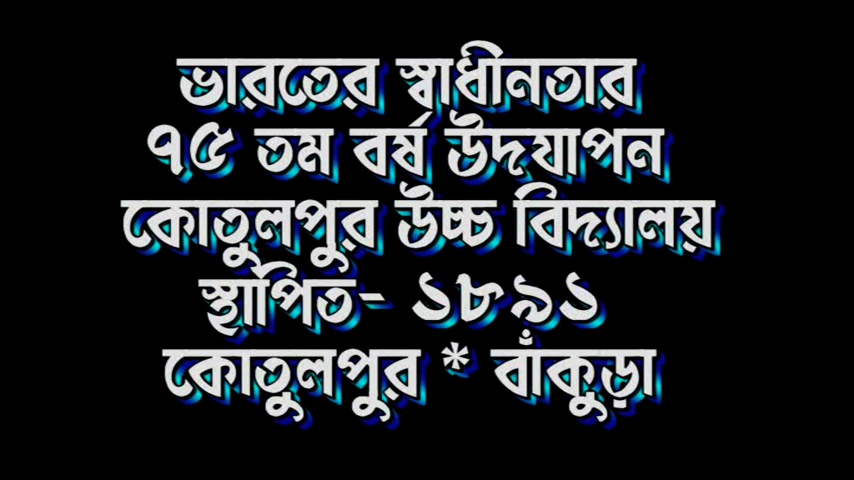 ভারতের স্বাধীনতার
৭৫ তম বর্ষ উদযাপন
কোতুলপুর উচ্চ বিদ্যালয়
স্থাপিত- ১৮৯১
কোতুলপুর * বাঁকুড়া